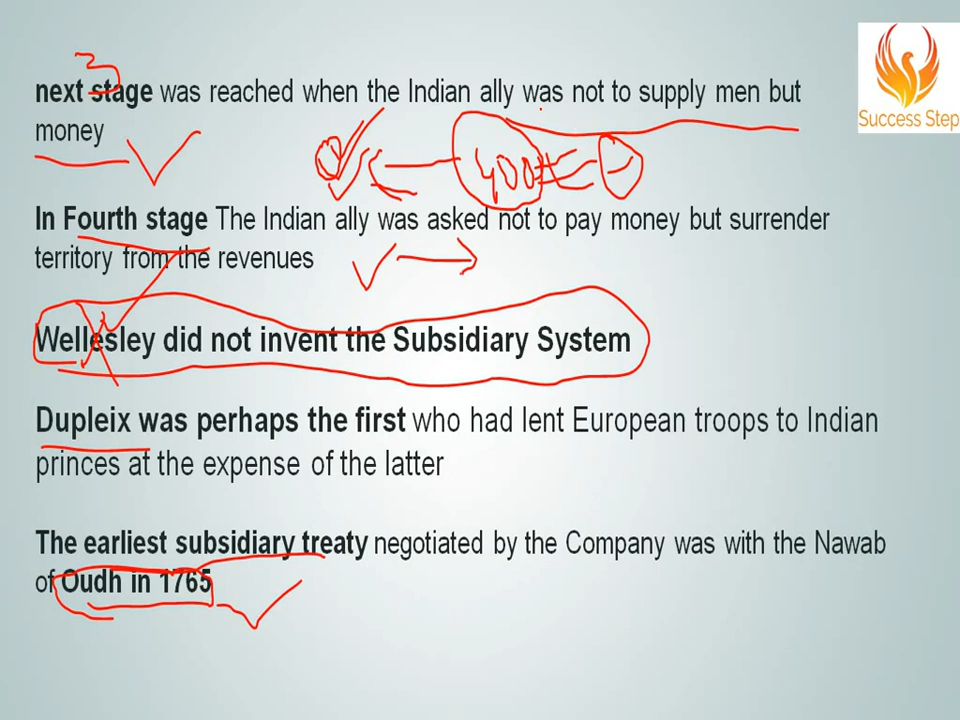 Success Step
3
next stage was reached when the Indian ally was not to supply men but
money
400
In Fourth stage The Indian ally was asked not to pay money but surrender
territory from the revenues
Wellesley did not invent the Subsidiary System
Dupleix was perhaps the first who had lent European troops to Indian
princes at the expense of the latter
The earliest subsidiary treaty negotiated by the Company was with the Nawab
of Oudh in 1765